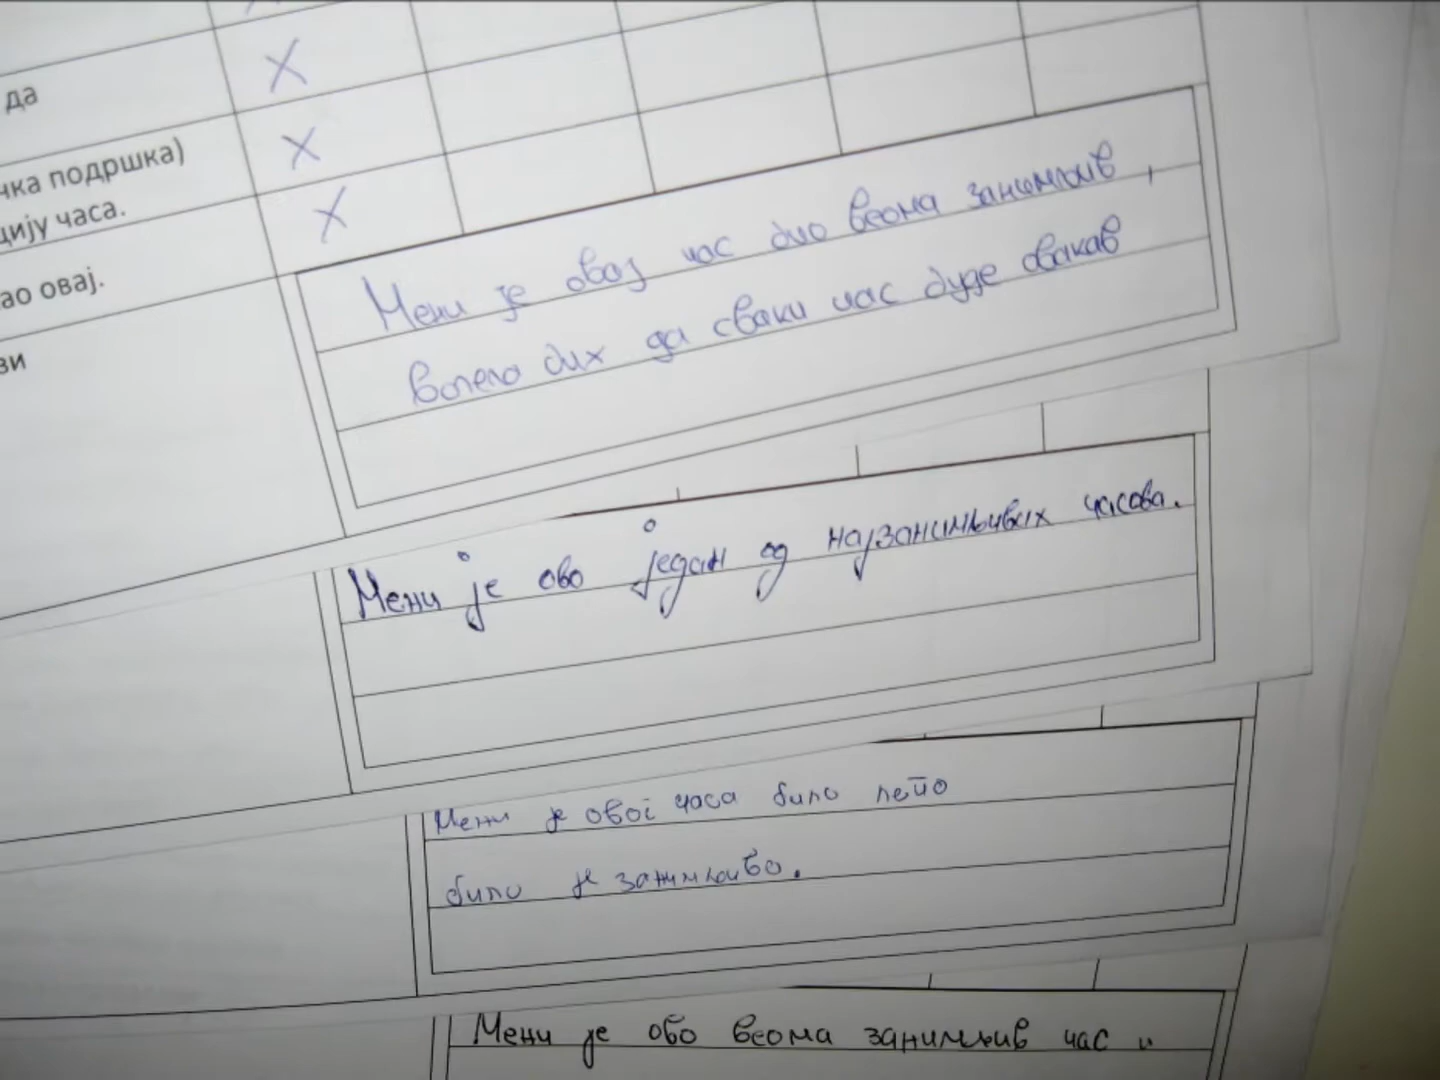 да
чка подршка)
цију часа.
ао овај.
ви
Мени је овај час био веома занимљив,
волела бих да сваки час буде овакав
Мени је ово један од најзанимљивих часова.
Мени је овог часа било лепо
било је занимљиво.
Мени је ово веома занимљив час и